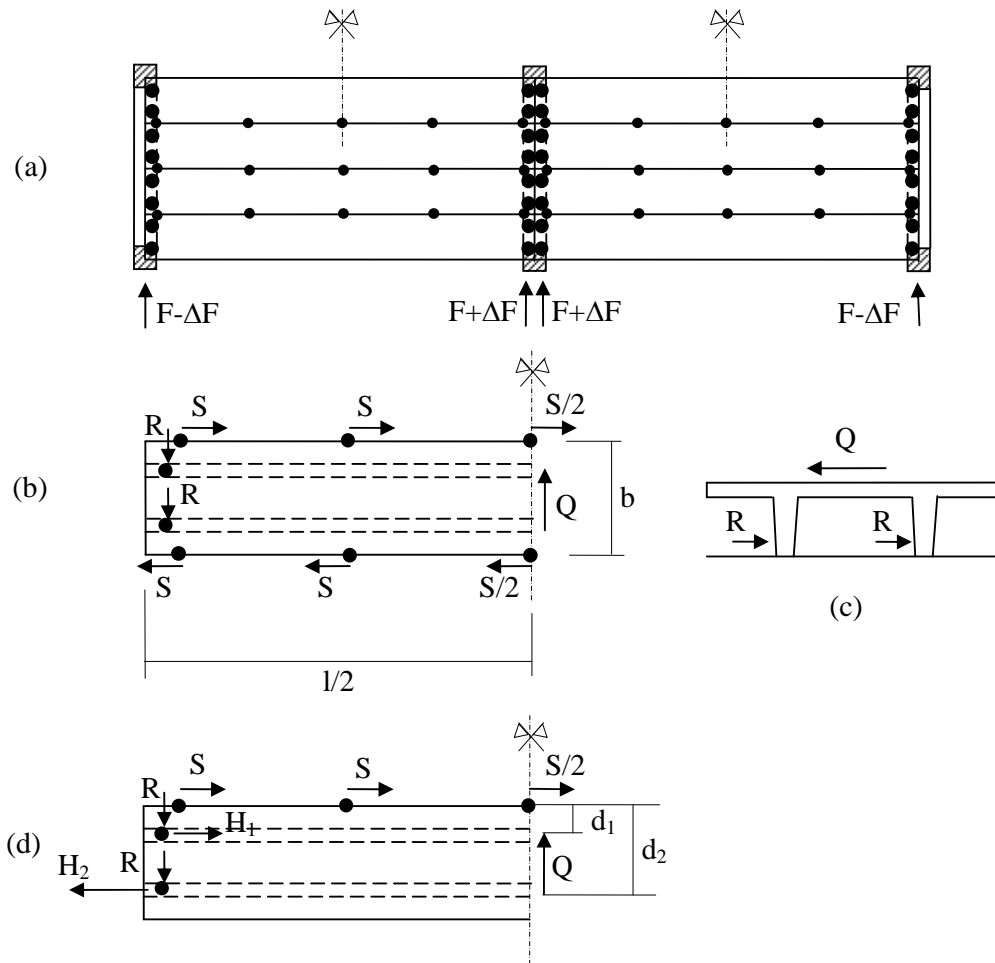 (a)
F-ΔF F+ΔF F+ΔF F-ΔF
S S S/2
R
(b) R Q b
S S S/2
l/2
Q
R R
(c)
S S S/2
R
(d) H₁ d₁ d₂
H₂ R Q